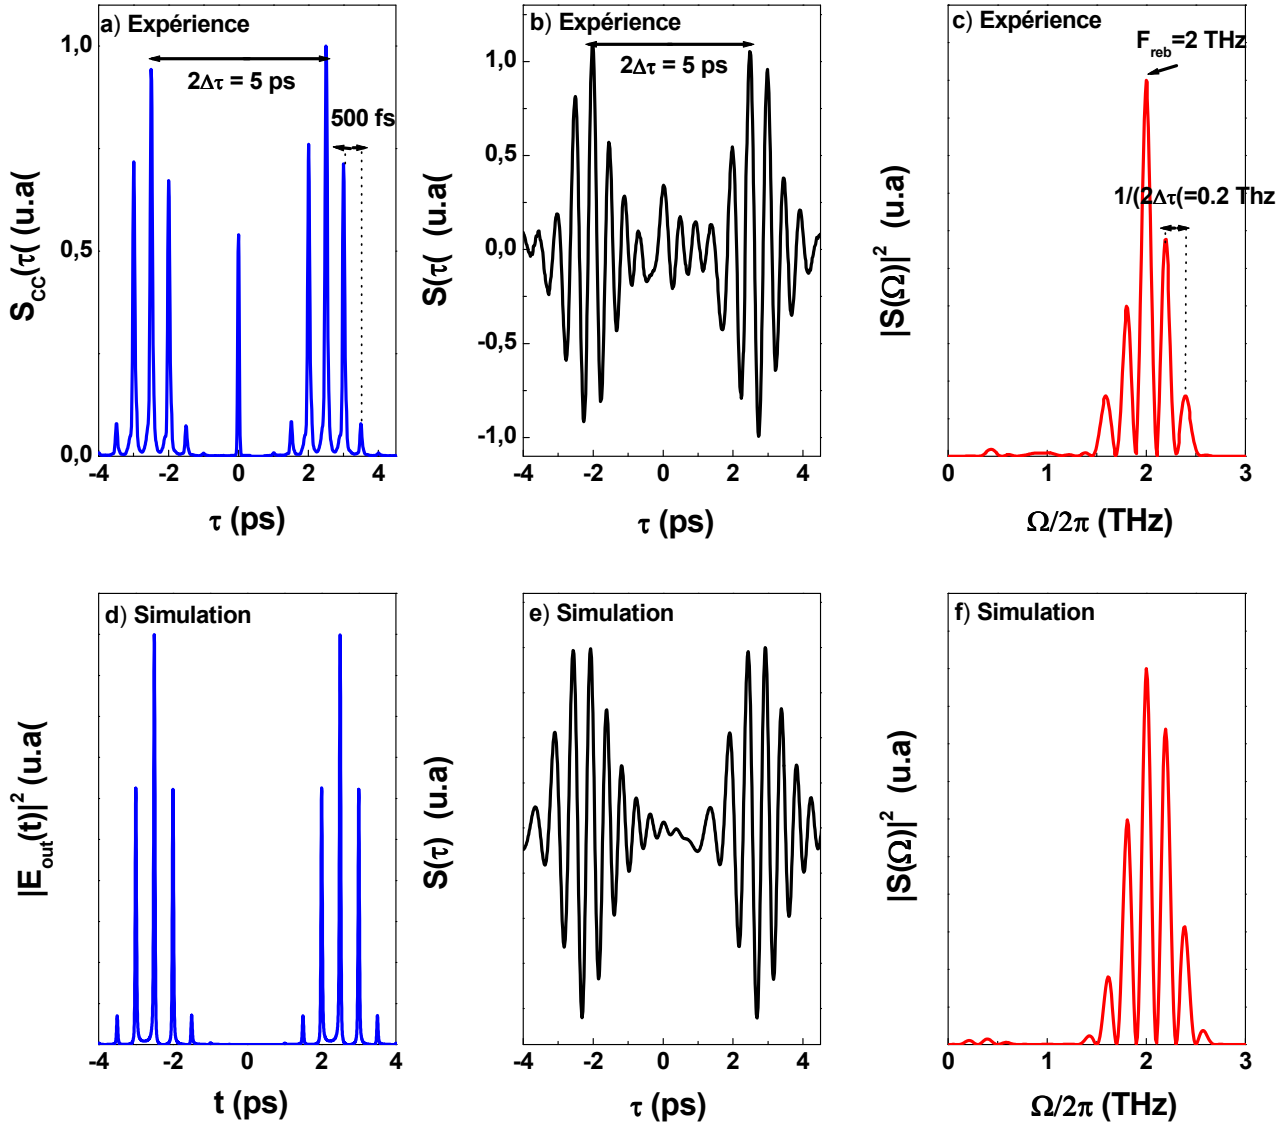 a) Expérience
1,0
2Δτ = 5 ps
500 fs
0,5
0,0
S_CC(τ( (u.a(
-4 -2 0 2 4
τ (ps)
b) Expérience
1,0
2Δτ = 5 ps
0,5
0,0
-0,5
-1,0
S(τ( (u.a(
-4 -2 0 2 4
τ (ps)
c) Expérience
F_reb=2 THz
1/(2Δτ(=0.2 Thz
|S(Ω)|² (u.a)
0 1 2 3
Ω/2π (THz)
d) Simulation
|E_out(t)|² (u.a(
-4 -2 0 2 4
t (ps)
e) Simulation
S(τ) (u.a)
-4 -2 0 2 4
τ (ps)
f) Simulation
|S(Ω)|² (u.a)
0 1 2 3
Ω/2π (THz)